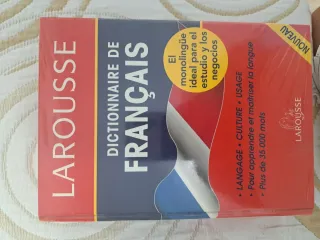 LAROUSSE
DICTIONNAIRE DE
FRANÇAIS
El
monolingüe
ideal para el
estudio y los
negocios
NOUVEAU
• LANGAGE • CULTURE • USAGE
• Pour apprendre et maîtriser la langue
• Plus de 35 000 mots
LAROUSSE